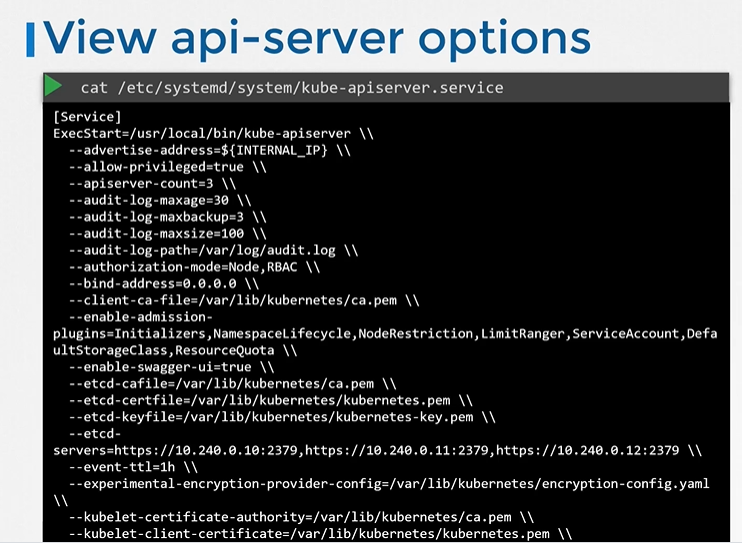 View api-server options
cat /etc/systemd/system/kube-apiserver.service
[Service]
ExecStart=/usr/local/bin/kube-apiserver \\
--advertise-address=${INTERNAL_IP} \\
--allow-privileged=true \\
--apiserver-count=3 \\
--audit-log-maxage=30 \\
--audit-log-maxbackup=3 \\
--audit-log-maxsize=100 \\
--audit-log-path=/var/log/audit.log \\
--authorization-mode=Node,RBAC \\
--bind-address=0.0.0.0 \\
--client-ca-file=/var/lib/kubernetes/ca.pem \\
--enable-admission-
plugins=Initializers,NamespaceLifecycle,NodeRestriction,LimitRanger,ServiceAccount,Defa
ultStorageClass,ResourceQuota \\
--enable-swagger-ui=true \\
--etcd-cafile=/var/lib/kubernetes/ca.pem \\
--etcd-certfile=/var/lib/kubernetes/kubernetes.pem \\
--etcd-keyfile=/var/lib/kubernetes/kubernetes-key.pem \\
--etcd-
servers=https://10.240.0.10:2379,https://10.240.0.11:2379,https://10.240.0.12:2379 \\
--event-ttl=1h \\
--experimental-encryption-provider-config=/var/lib/kubernetes/encryption-config.yaml
\\
--kubelet-certificate-authority=/var/lib/kubernetes/ca.pem \\
--kubelet-client-certificate=/var/lib/kubernetes/kubernetes.pem \\